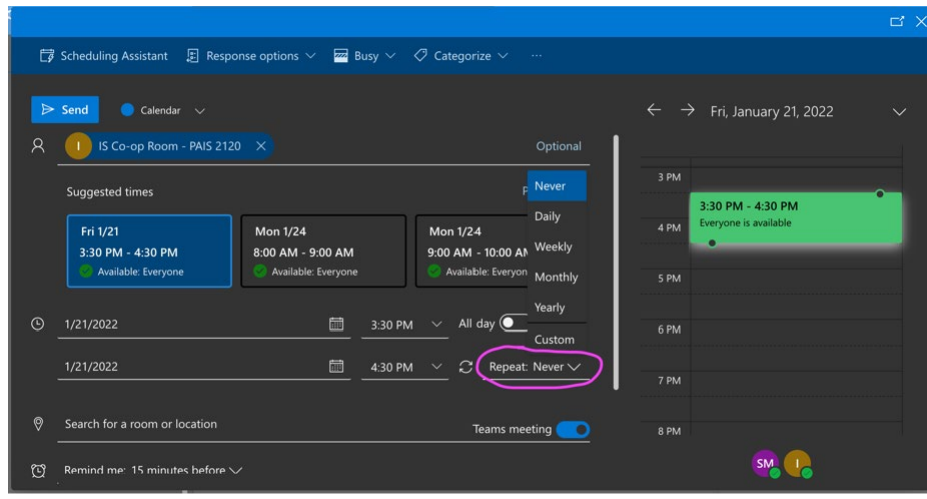 Scheduling Assistant Response options Busy Categorize ...
Send Calendar
Fri, January 21, 2022
I IS Co-op Room - PAIS 2120 Optional
Suggested times
Fri 1/21
3:30 PM - 4:30 PM
Available: Everyone
Mon 1/24
8:00 AM - 9:00 AM
Available: Everyone
Mon 1/24
9:00 AM - 10:00 AM
Available: Everyon
Never
Daily
Weekly
Monthly
Yearly
Custom
1/21/2022 3:30 PM All day
1/21/2022 4:30 PM Repeat: Never
Search for a room or location Teams meeting
Remind me: 15 minutes before
3 PM
3:30 PM - 4:30 PM
Everyone is available
4 PM
5 PM
6 PM
7 PM
8 PM
SM I